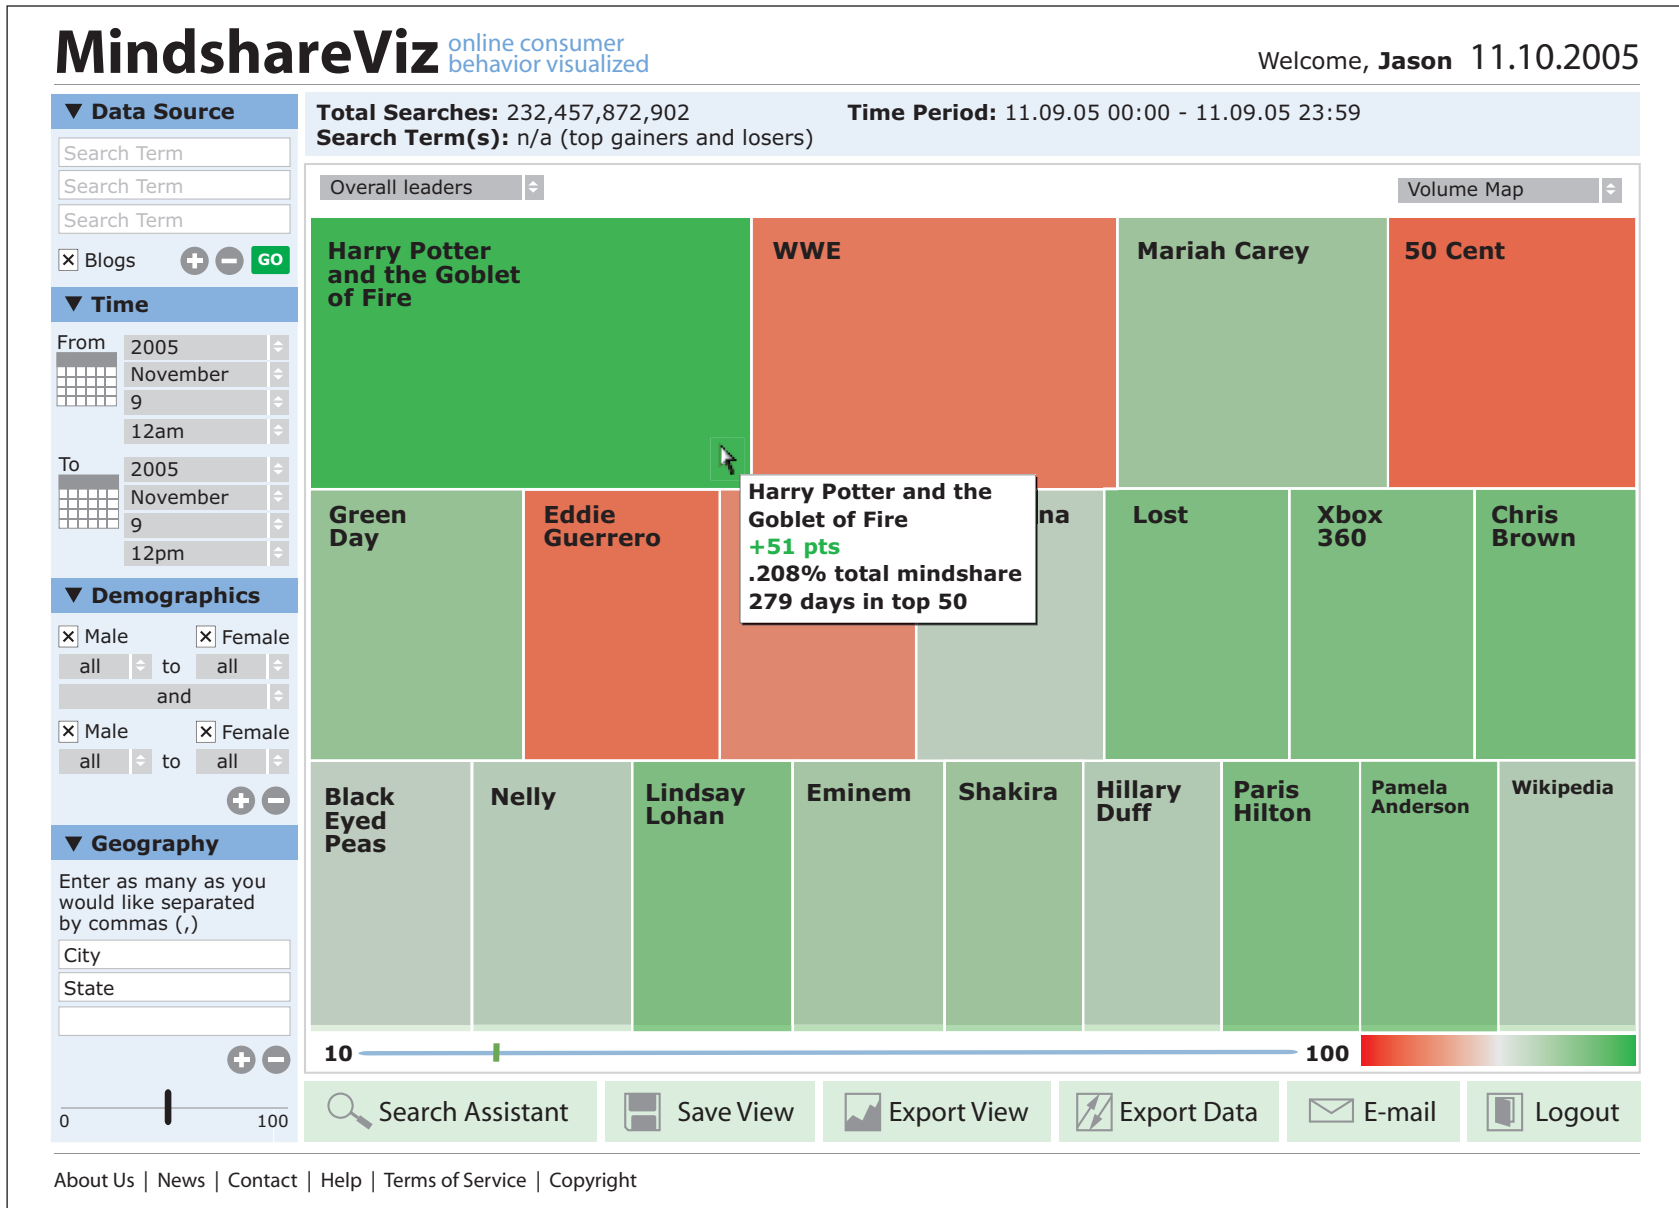 MindshareViz online consumer
behavior visualized
Welcome, Jason 11.10.2005
Data Source
Search Term
Search Term
Search Term
Blogs
GO
Time
From
2005
November
9
12am
To
2005
November
9
12pm
Demographics
Male Female
all to all
and
Male Female
all to all
Geography
Enter as many as you
would like separated
by commas (,)
City
State
0 100
Total Searches: 232,457,872,902 Time Period: 11.09.05 00:00 - 11.09.05 23:59
Search Term(s): n/a (top gainers and losers)
Overall leaders
Volume Map
Harry Potter
and the Goblet
of Fire
WWE
Mariah Carey
50 Cent
Harry Potter and the
Goblet of Fire
+51 pts
.208% total mindshare
279 days in top 50
Green
Day
Eddie
Guerrero
na
Lost
Xbox
360
Chris
Brown
Black
Eyed
Peas
Nelly
Lindsay
Lohan
Eminem
Shakira
Hillary
Duff
Paris
Hilton
Pamela
Anderson
Wikipedia
10 100
Search Assistant
Save View
Export View
Export Data
E-mail
Logout
About Us | News | Contact | Help | Terms of Service | Copyright